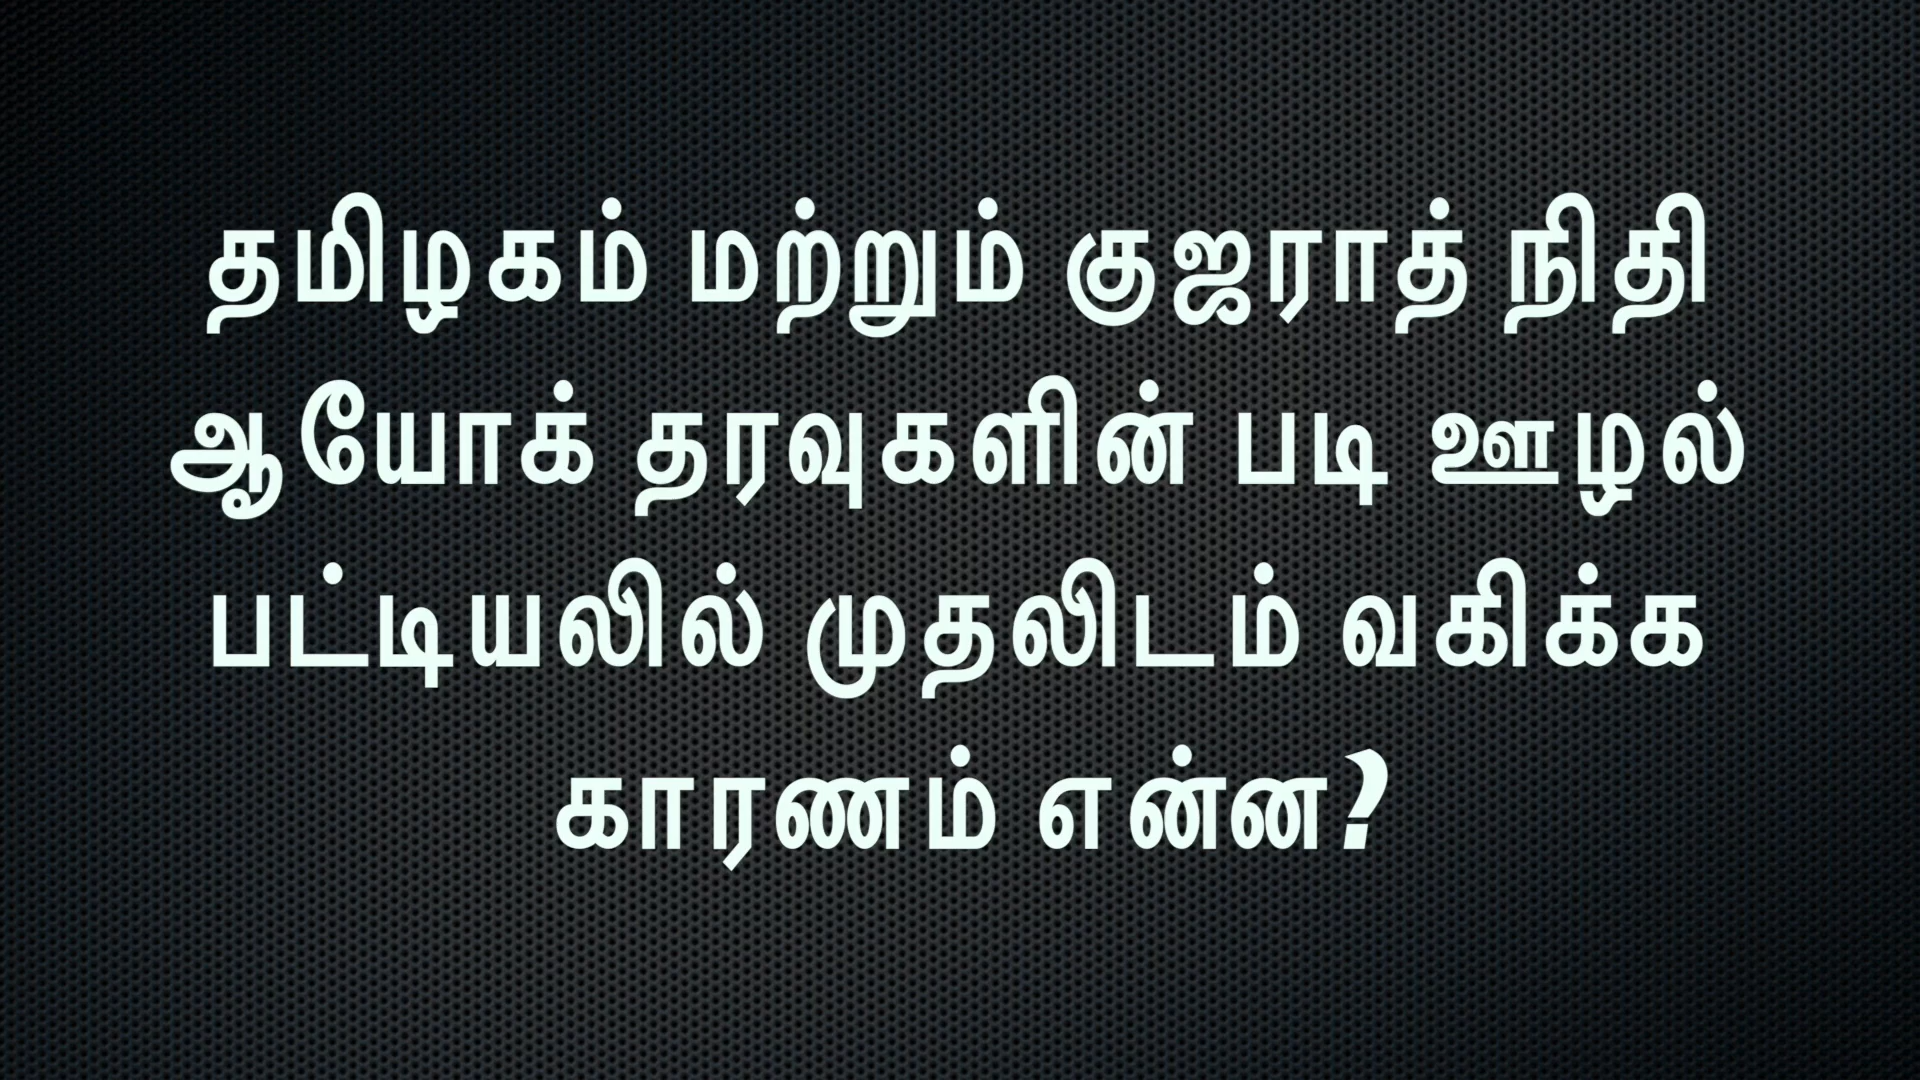 தமிழகம் மற்றும் குஜராத் நிதி
ஆயோக் தரவுகளின் படி ஊழல்
பட்டியலில் முதலிடம் வகிக்க
காரணம் என்ன?